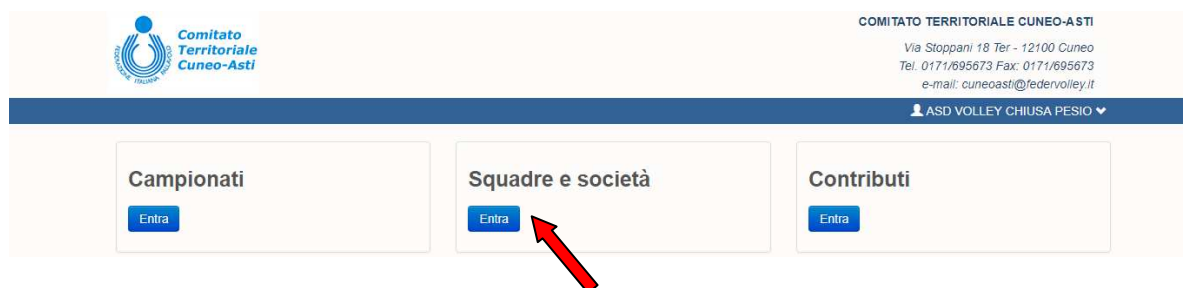 Comitato
Territoriale
Cuneo-Asti
COMITATO TERRITORIALE CUNEO-ASTI
Via Stoppani 18 Ter - 12100 Cuneo
Tel. 0171/695673 Fax: 0171/695673
e-mail: cuneoasti@federvolley.it
ASD VOLLEY CHIUSA PESIO
Campionati
Entra
Squadre e società
Entra
Contributi
Entra